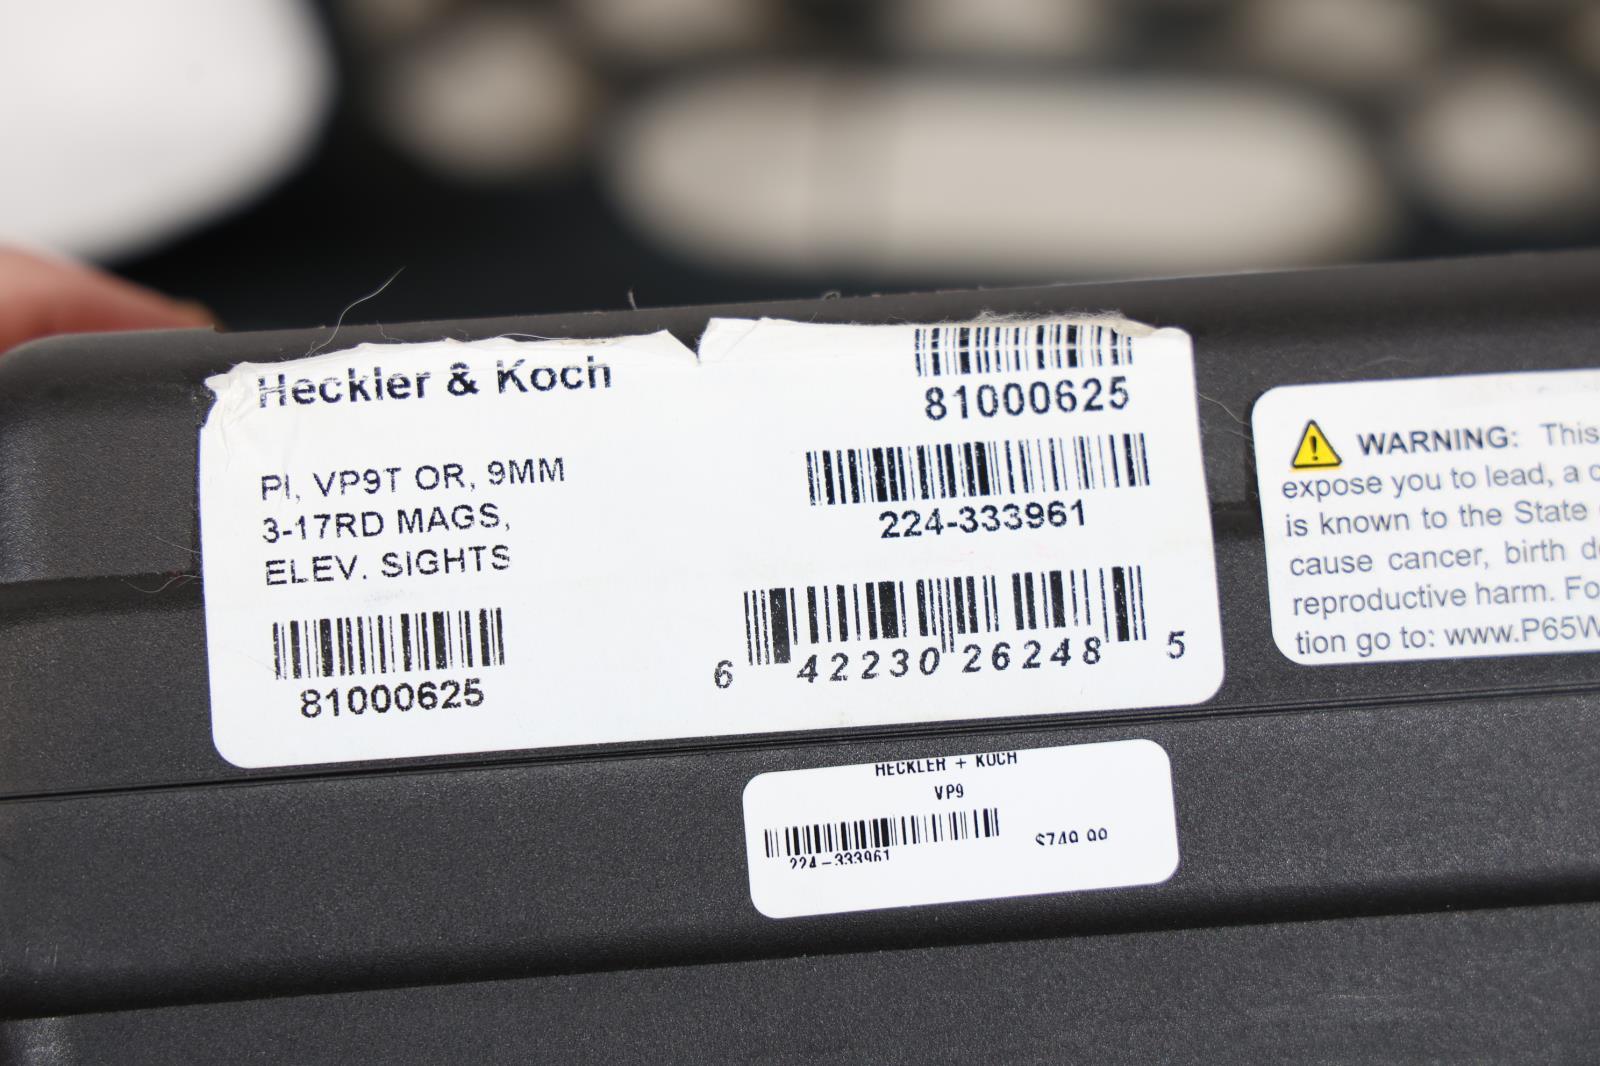 Heckler & Koch
PI, VP9T OR, 9MM
3-17RD MAGS,
ELEV. SIGHTS
81000625
81000625
224-333961
6 42230 26248 5
WARNING: This
expose you to lead, a
is known to the State
cause cancer, birth
reproductive harm. Fo
tion go to: www.P65W
HECKLER + KOCH
VP9
224-333961
$749.99